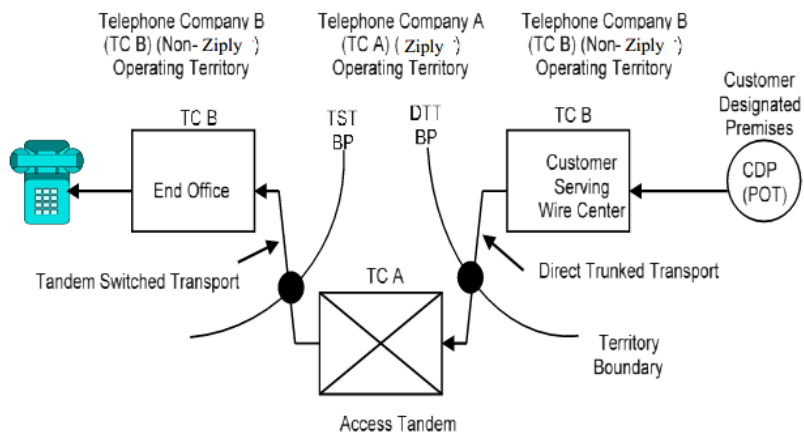 Telephone Company B
(TC B) (Non- Ziply )
Operating Territory
Telephone Company A
(TC A) ( Ziply )
Operating Territory
Telephone Company B
(TC B) (Non- Ziply )
Operating Territory
Customer
Designated
Premises
TC B
TST
BP
DTT
BP
TC B
End Office
Customer
Serving
Wire Center
CDP
(POT)
Tandem Switched Transport
TC A
Direct Trunked Transport
Territory
Boundary
Access Tandem